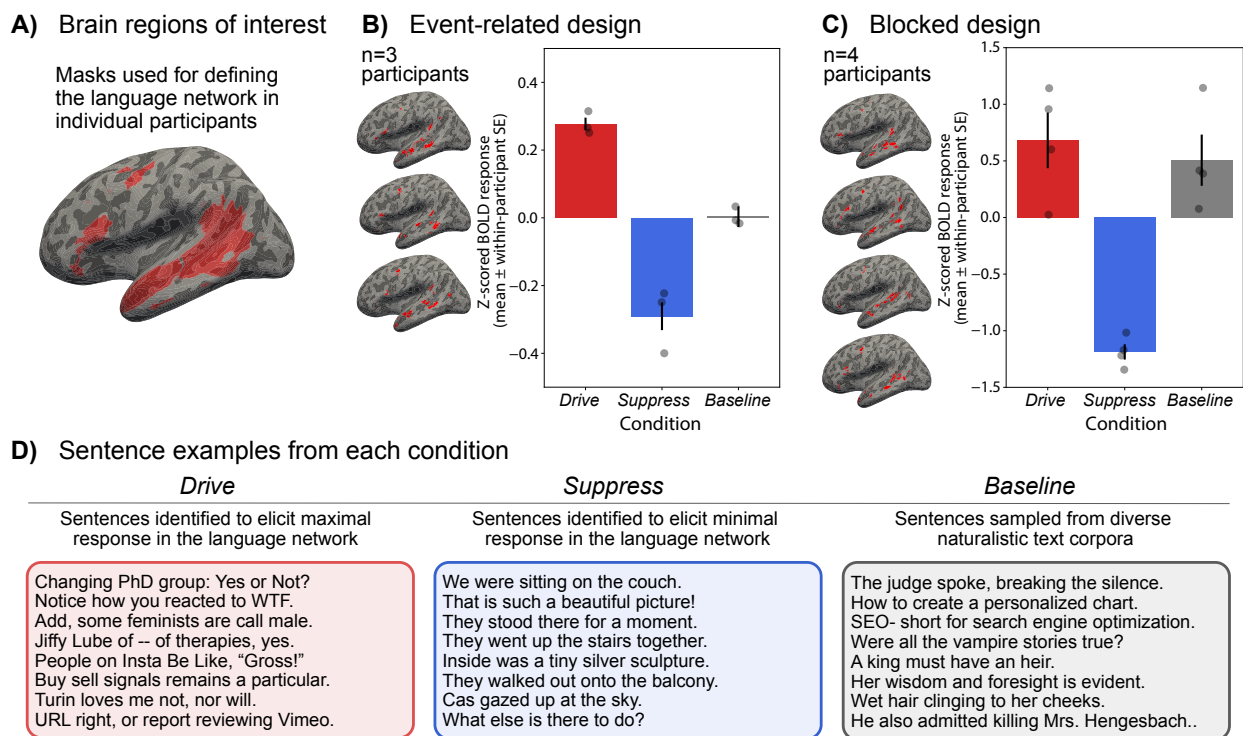 A) Brain regions of interest
Masks used for defining
the language network in
individual participants
B) Event-related design
n=3
participants
Z-scored BOLD response
(mean ± within-participant SE)
0.4
0.2
0.0
−0.2
−0.4
Drive Suppress Baseline
Condition
C) Blocked design
n=4
participants
Z-scored BOLD response
(mean ± within-participant SE)
1.5
1.0
0.5
0.0
−0.5
−1.0
−1.5
Drive Suppress Baseline
Condition
D) Sentence examples from each condition
Drive
Sentences identified to elicit maximal
response in the language network
Changing PhD group: Yes or Not?
Notice how you reacted to WTF.
Add, some feminists are call male.
Jiffy Lube of -- of therapies, yes.
People on Insta Be Like, “Gross!”
Buy sell signals remains a particular.
Turin loves me not, nor will.
URL right, or report reviewing Vimeo.
Suppress
Sentences identified to elicit minimal
response in the language network
We were sitting on the couch.
That is such a beautiful picture!
They stood there for a moment.
They went up the stairs together.
Inside was a tiny silver sculpture.
They walked out onto the balcony.
Cas gazed up at the sky.
What else is there to do?
Baseline
Sentences sampled from diverse
naturalistic text corpora
The judge spoke, breaking the silence.
How to create a personalized chart.
SEO- short for search engine optimization.
Were all the vampire stories true?
A king must have an heir.
Her wisdom and foresight is evident.
Wet hair clinging to her cheeks.
He also admitted killing Mrs. Hengesbach..